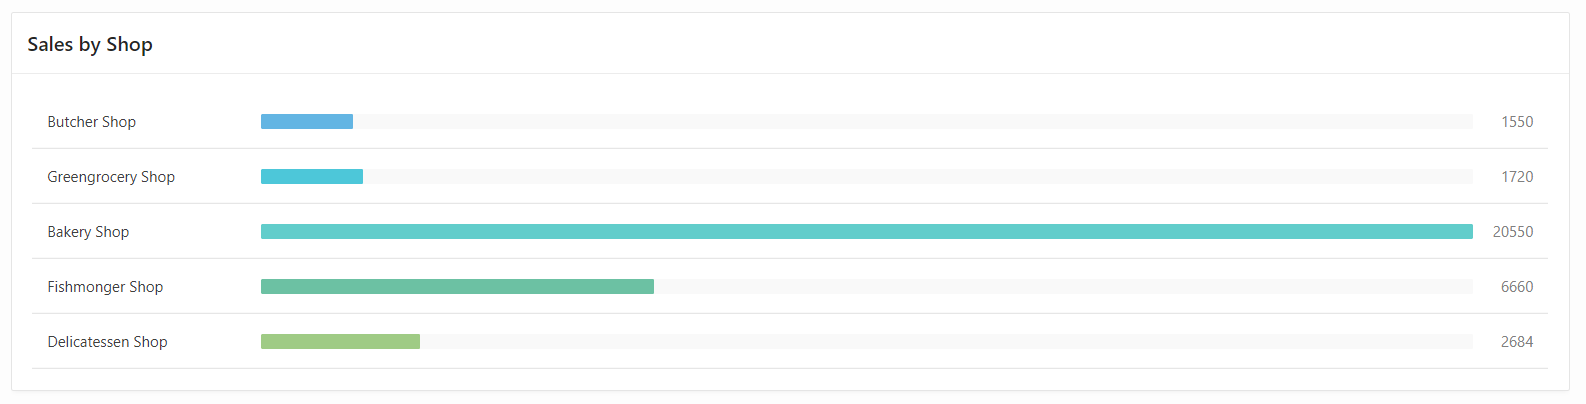 Sales by Shop
Butcher Shop 1550
Greengrocery Shop 1720
Bakery Shop 20550
Fishmonger Shop 6660
Delicatessen Shop 2684